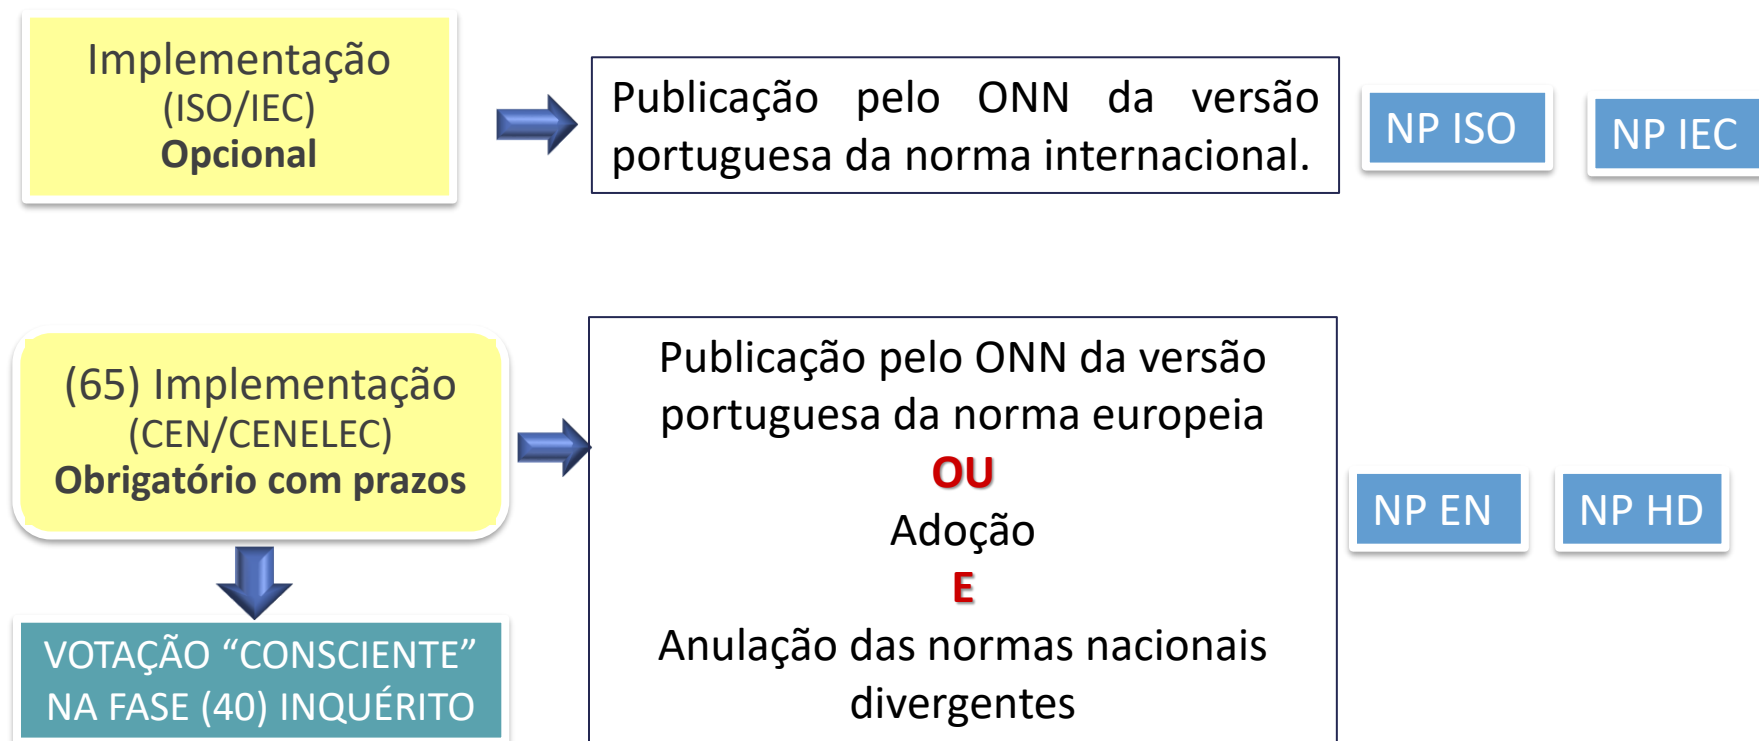 Implementação
(ISO/IEC)
Opcional
Publicação pelo ONN da versão
portuguesa da norma internacional.
NP ISO
NP IEC
(65) Implementação
(CEN/CENELEC)
Obrigatório com prazos
Publicação pelo ONN da versão
portuguesa da norma europeia
OU
Adoção
E
Anulação das normas nacionais
divergentes
NP EN
NP HD
VOTAÇÃO “CONSCIENTE”
NA FASE (40) INQUÉRITO